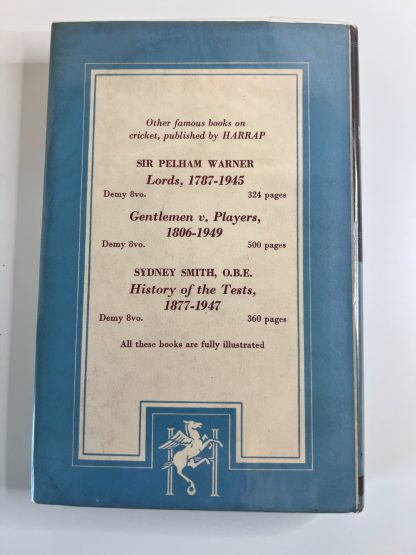 Other famous books on
cricket, published by HARRAP
SIR PELHAM WARNER
Lords, 1787-1945
Demy 8vo. 324 pages
Gentlemen v. Players,
1806-1949
Demy 8vo. 500 pages
SYDNEY SMITH, O.B.E.
History of the Tests,
1877-1947
Demy 8vo. 360 pages
All these books are fully illustrated
H